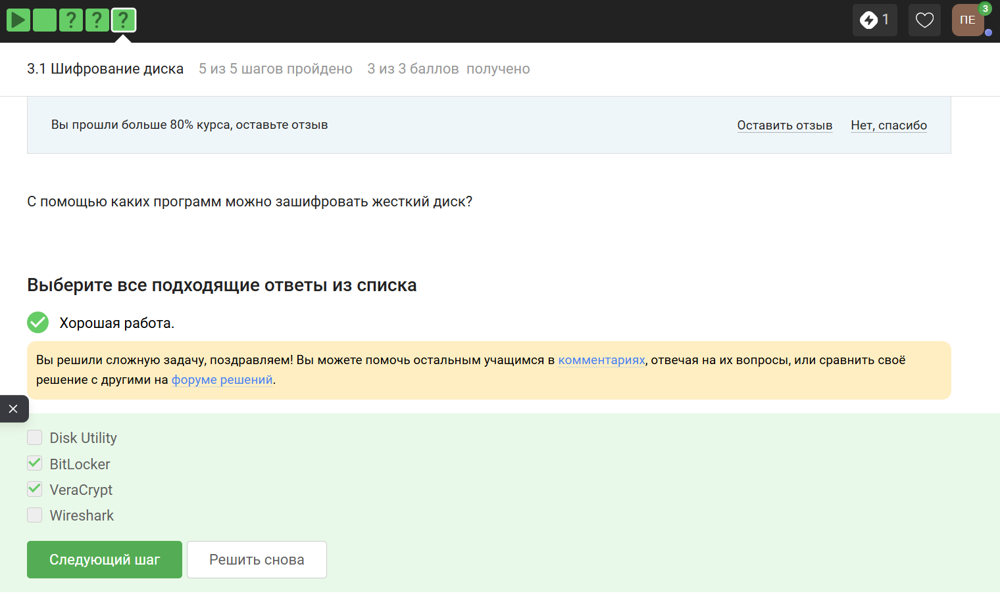 ? ? ?
1
ПЕ
3
3.1 Шифрование диска 5 из 5 шагов пройдено 3 из 3 баллов получено
Вы прошли больше 80% курса, оставьте отзыв
Оставить отзыв Нет, спасибо
С помощью каких программ можно зашифровать жесткий диск?
Выберите все подходящие ответы из списка
Хорошая работа.
Вы решили сложную задачу, поздравляем! Вы можете помочь остальным учащимся в комментариях, отвечая на их вопросы, или сравнить своё
решение с другими на форуме решений.
Disk Utility
BitLocker
VeraCrypt
Wireshark
Следующий шаг Решить снова